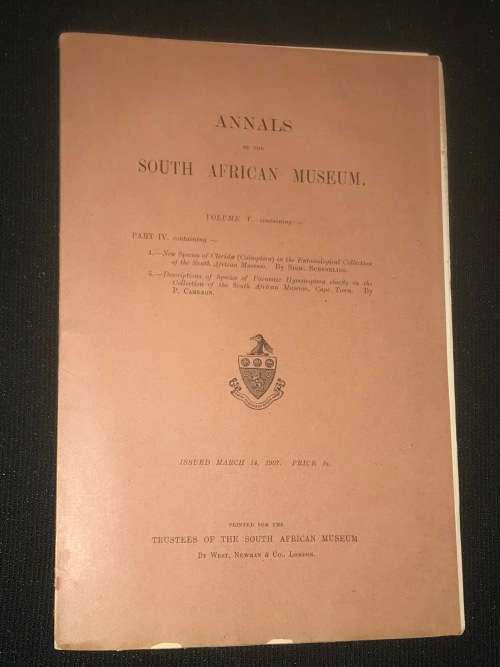 ANNALS
OF THE
SOUTH AFRICAN MUSEUM.
VOLUME V. containing:—
PART IV. containing —
4.—New Species of Cleridæ (Coleoptera) in the Entomological Collection
of the South African Museum. By Sigm. Schenkling.
5.—Descriptions of Species of Parasitic Hymenoptera chiefly in the
Collection of the South African Museum, Cape Town. By
P. Cameron.
ISSUED MARCH 14, 1907. PRICE
PRINTED FOR THE
TRUSTEES OF THE SOUTH AFRICAN MUSEUM
By West, Newman & Co., London.